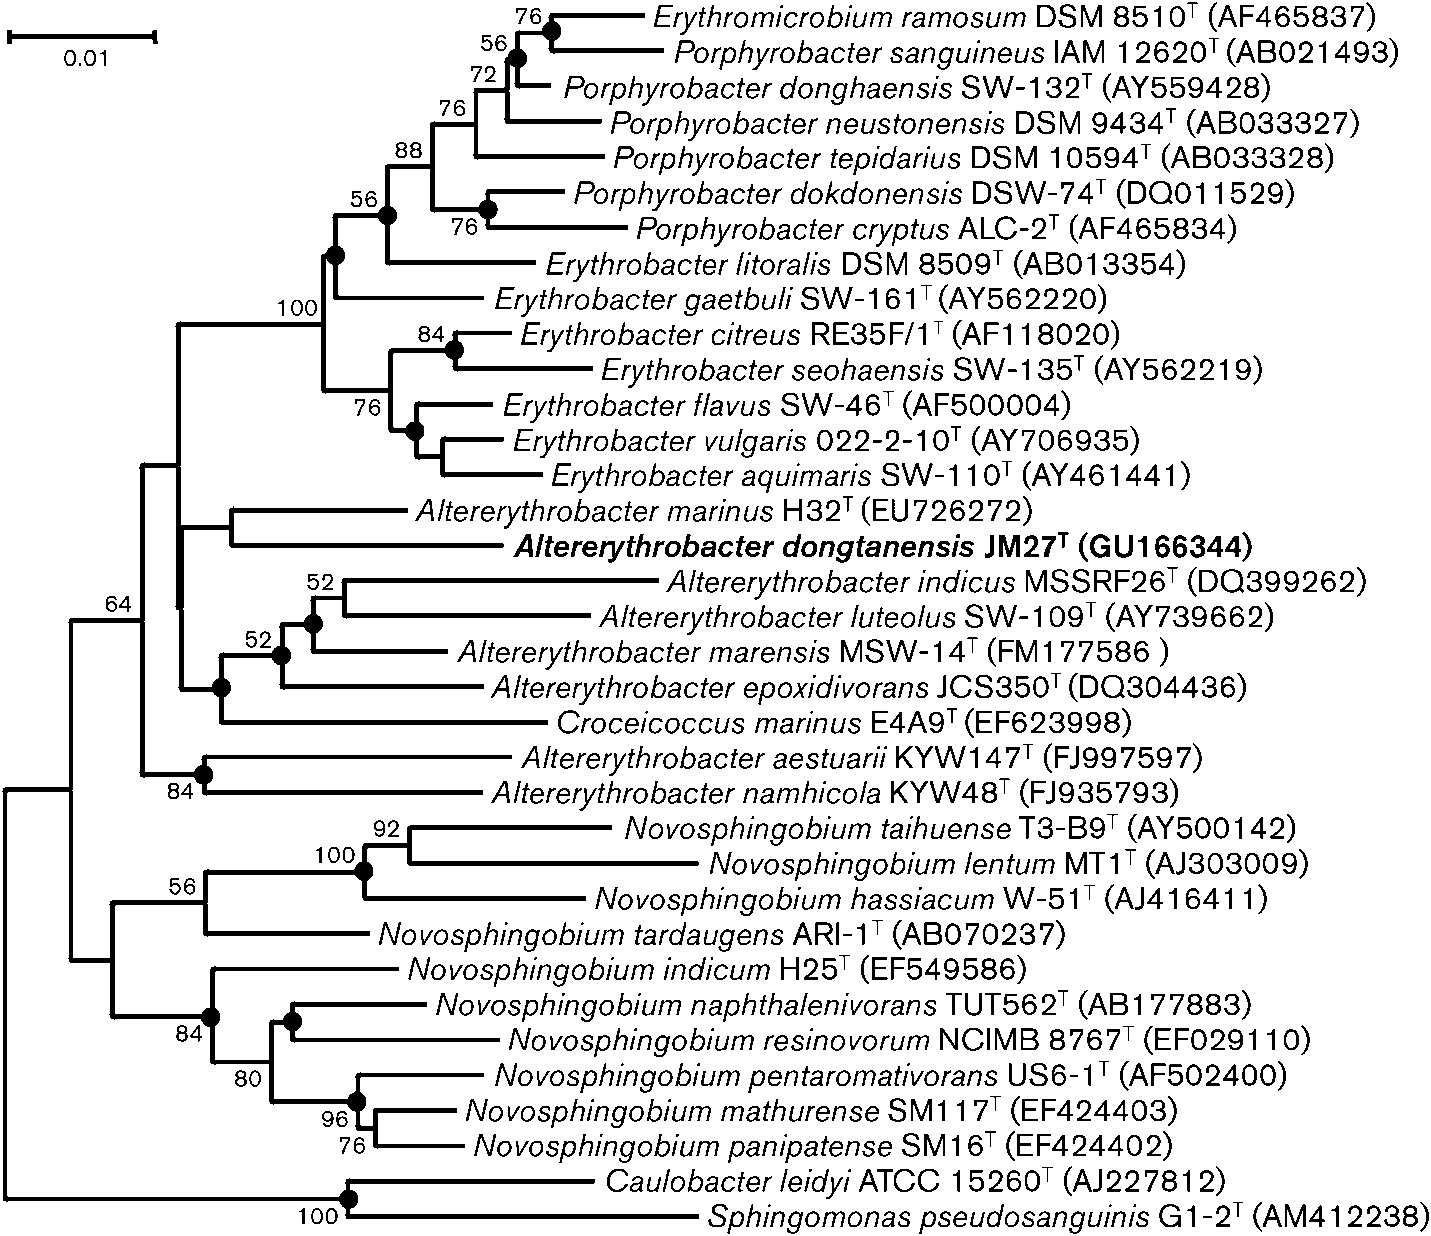 76 Erythromicrobium ramosum DSM 8510ᵀ (AF465837)
0.01
56 Porphyrobacter sanguineus IAM 12620ᵀ (AB021493)
72 Porphyrobacter donghaensis SW-132ᵀ (AY559428)
76 Porphyrobacter neustonensis DSM 9434ᵀ (AB033327)
88 Porphyrobacter tepidarius DSM 10594ᵀ (AB033328)
56 Porphyrobacter dokdonensis DSW-74ᵀ (DQ011529)
76 Porphyrobacter cryptus ALC-2ᵀ (AF465834)
Erythrobacter litoralis DSM 8509ᵀ (AB013354)
Erythrobacter gaetbuli SW-161ᵀ (AY562220)
100
84 Erythrobacter citreus RE35F/1ᵀ (AF118020)
Erythrobacter seohaensis SW-135ᵀ (AY562219)
76 Erythrobacter flavus SW-46ᵀ (AF500004)
Erythrobacter vulgaris 022-2-10ᵀ (AY706935)
Erythrobacter aquimaris SW-110ᵀ (AY461441)
Altererythrobacter marinus H32ᵀ (EU726272)
Altererythrobacter dongtanensis JM27ᵀ (GU166344)
52 Altererythrobacter indicus MSSRF26ᵀ (DQ399262)
64 Altererythrobacter luteolus SW-109ᵀ (AY739662)
52 Altererythrobacter marensis MSW-14ᵀ (FM177586 )
Altererythrobacter epoxidivorans JCS350ᵀ (DQ304436)
Croceicoccus marinus E4A9ᵀ (EF623998)
Altererythrobacter aestuarii KYW147ᵀ (FJ997597)
84 Altererythrobacter namhicola KYW48ᵀ (FJ935793)
92 Novosphingobium taihuense T3-B9ᵀ (AY500142)
100 Novosphingobium lentum MT1ᵀ (AJ303009)
56 Novosphingobium hassiacum W-51ᵀ (AJ416411)
Novosphingobium tardaugens ARI-1ᵀ (AB070237)
Novosphingobium indicum H25ᵀ (EF549586)
Novosphingobium naphthalenivorans TUT562ᵀ (AB177883)
84 Novosphingobium resinovorum NCIMB 8767ᵀ (EF029110)
80 Novosphingobium pentaromativorans US6-1ᵀ (AF502400)
96 Novosphingobium mathurense SM117ᵀ (EF424403)
76 Novosphingobium panipatense SM16ᵀ (EF424402)
Caulobacter leidyi ATCC 15260ᵀ (AJ227812)
100 Sphingomonas pseudosanguinis G1-2ᵀ (AM412238)